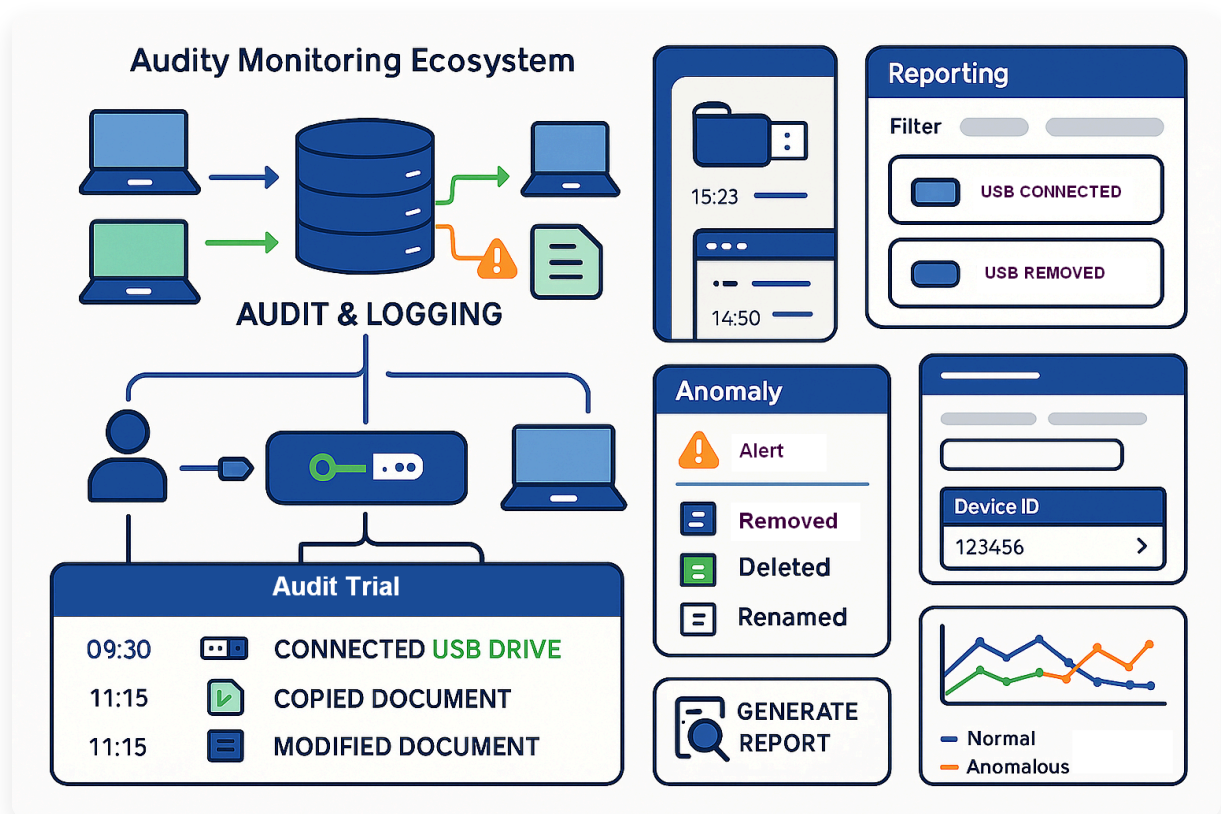 Audity Monitoring Ecosystem
AUDIT & LOGGING
Audit Trial
09:30 CONNECTED USB DRIVE
11:15 COPIED DOCUMENT
11:15 MODIFIED DOCUMENT
15:23
14:50
Reporting
Filter
USB CONNECTED
USB REMOVED
Anomaly
Alert
Removed
Deleted
Renamed
Device ID
123456
GENERATE
REPORT
Normal
Anomalous